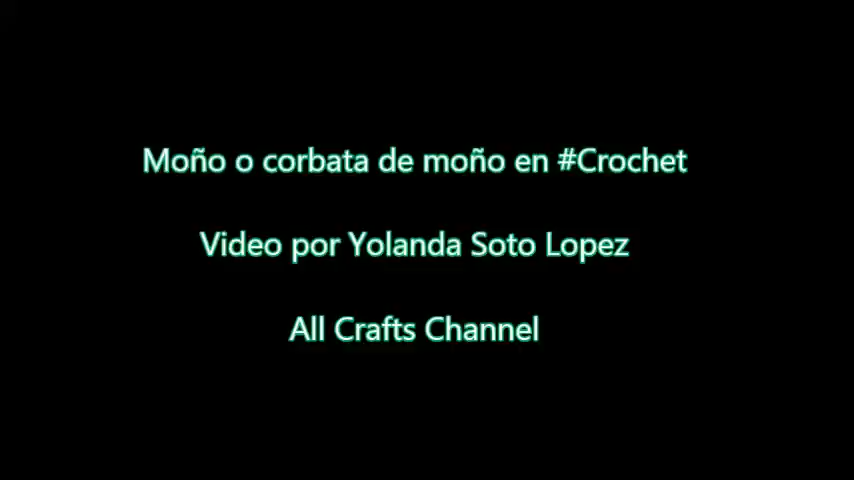 Moño o corbata de moño en #Crochet
Video por Yolanda Soto Lopez
All Crafts Channel